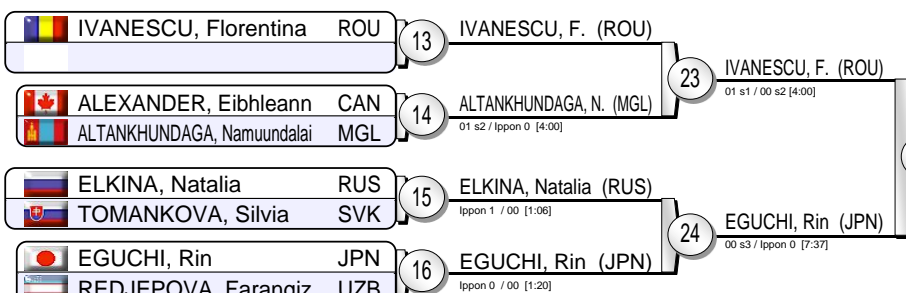 IVANESCU, Florentina ROU
13
IVANESCU, F. (ROU)
23
IVANESCU, F. (ROU)
01 s1 / 00 s2 [4:00]
ALEXANDER, Eibhleann CAN
ALTANKHUNDAGA, Namuundalai MGL
14
ALTANKHUNDAGA, N. (MGL)
01 s2 / Ippon 0 [4:00]
ELKINA, Natalia RUS
TOMANKOVA, Silvia SVK
15
ELKINA, Natalia (RUS)
Ippon 1 / 00 [1:06]
24
EGUCHI, Rin (JPN)
00 s3 / Ippon 0 [7:37]
EGUCHI, Rin JPN
REDJEPOVA, Farangiz UZB
16
EGUCHI, Rin (JPN)
Ippon 0 / 00 [1:20]